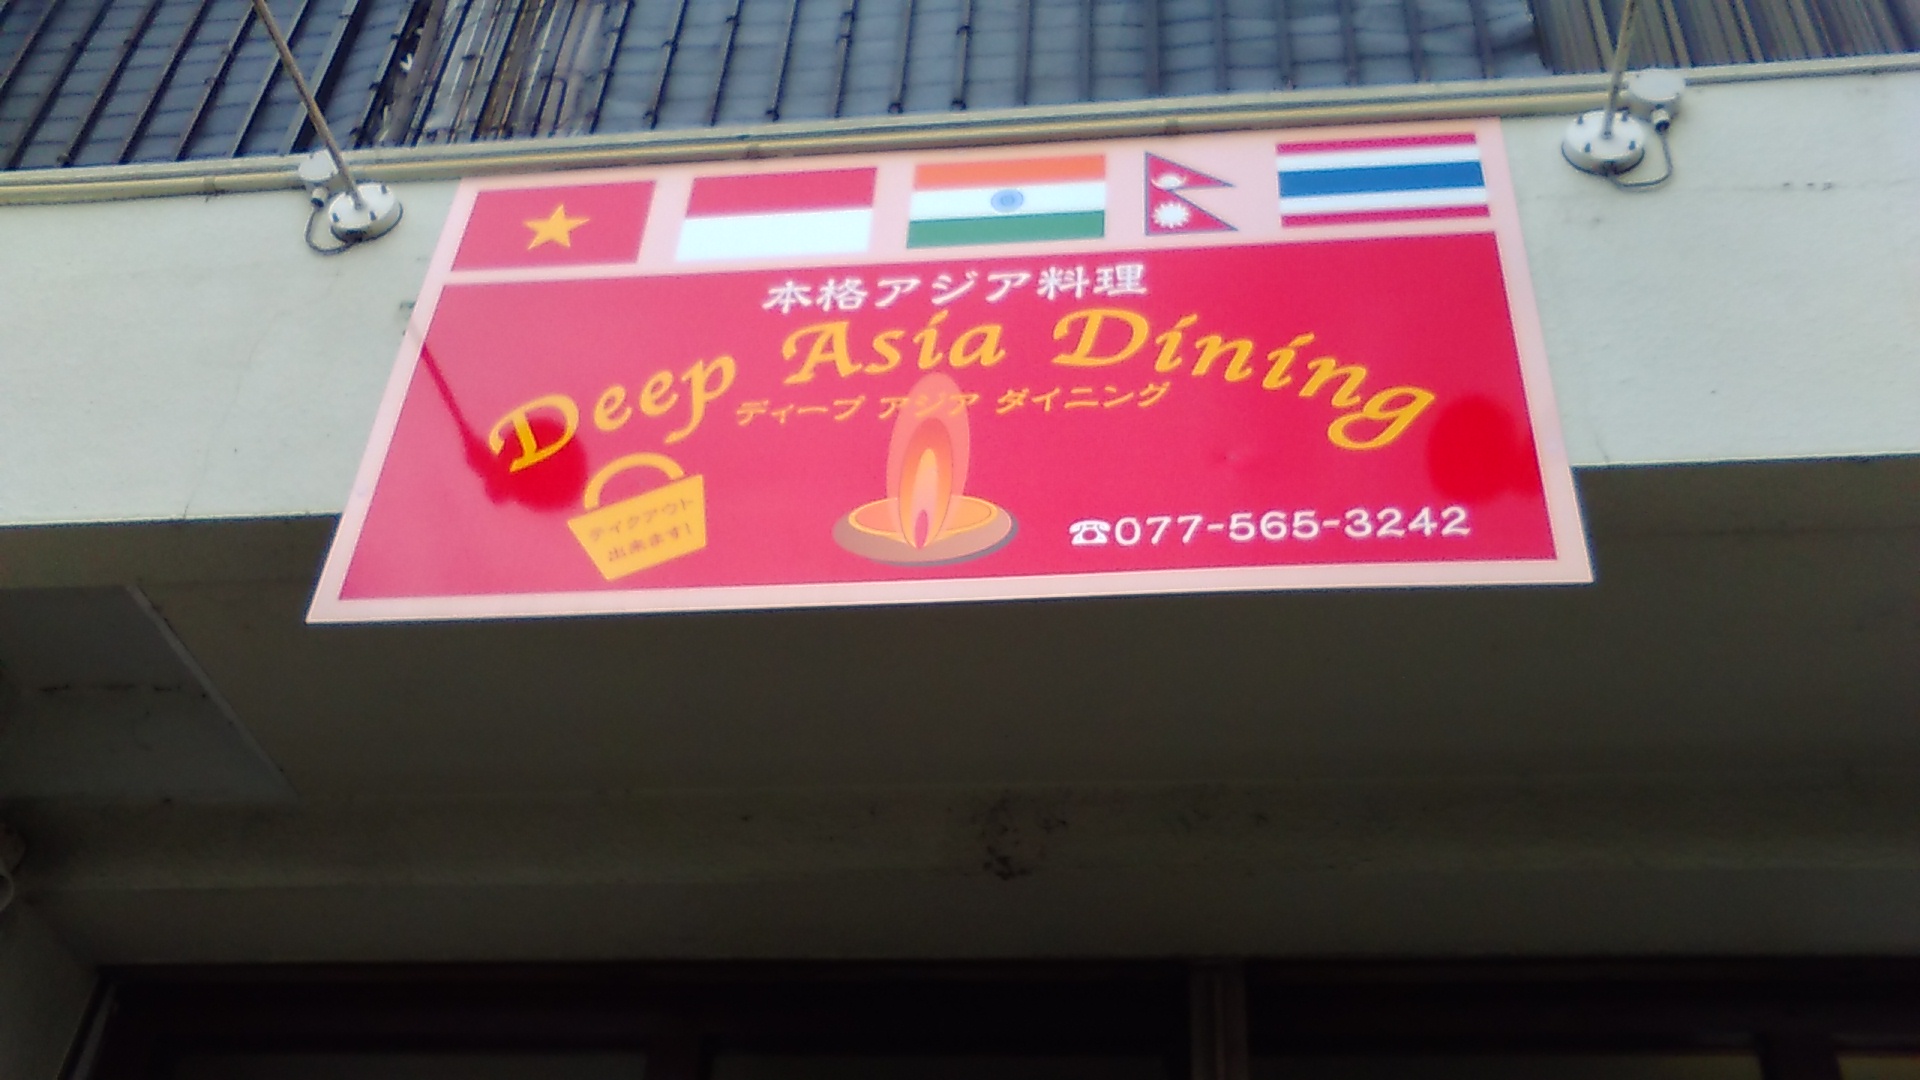 本格アジア料理
Deep Asia Dining
ディープ アジア ダイニング
テイクアウト
出来ます!
☎077-565-3242